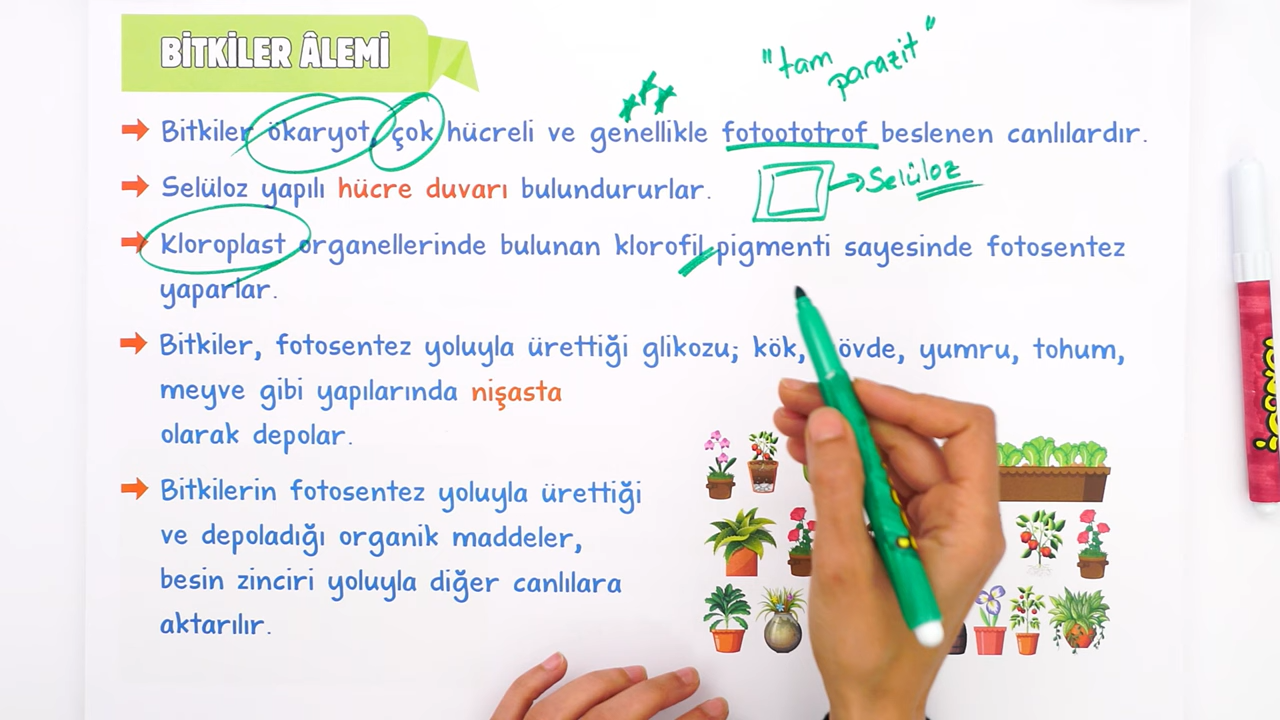 BİTKİLER ÂLEMİ
"tam parazit"
Bitkiler ökaryot, çok hücreli ve genellikle fotoototrof beslenen canlılardır.
Selüloz yapılı hücre duvarı bulundururlar.
Selüloz
Kloroplast organellerinde bulunan klorofil pigmenti sayesinde fotosentez
yaparlar.
Bitkiler, fotosentez yoluyla ürettiği glikozu; kök, övde, yumru, tohum,
meyve gibi yapılarında nişasta
olarak depolar.
Bitkilerin fotosentez yoluyla ürettiği
ve depoladığı organik maddeler,
besin zinciri yoluyla diğer canlılara
aktarılır.